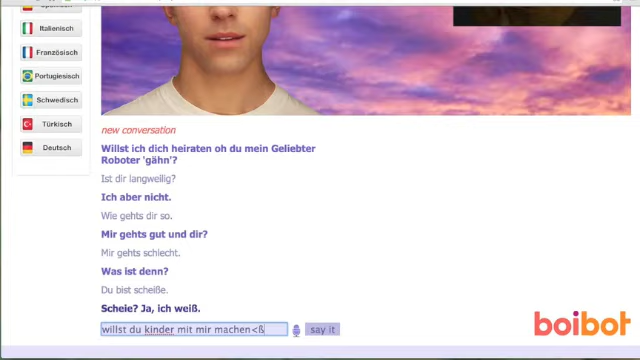 Italienisch
Französisch
Portugiesisch
Schwedisch
Türkisch
Deutsch
new conversation
Willst ich dich heiraten oh du mein Geliebter
Roboter 'gähn'?
Ist dir langweilig?
Ich aber nicht.
Wie gehts dir so.
Mir gehts gut und dir?
Mir gehts schlecht.
Was ist denn?
Du bist scheiße.
Scheie? Ja, ich weiß.
willst du kinder mit mir machen<ß
say it
boibot